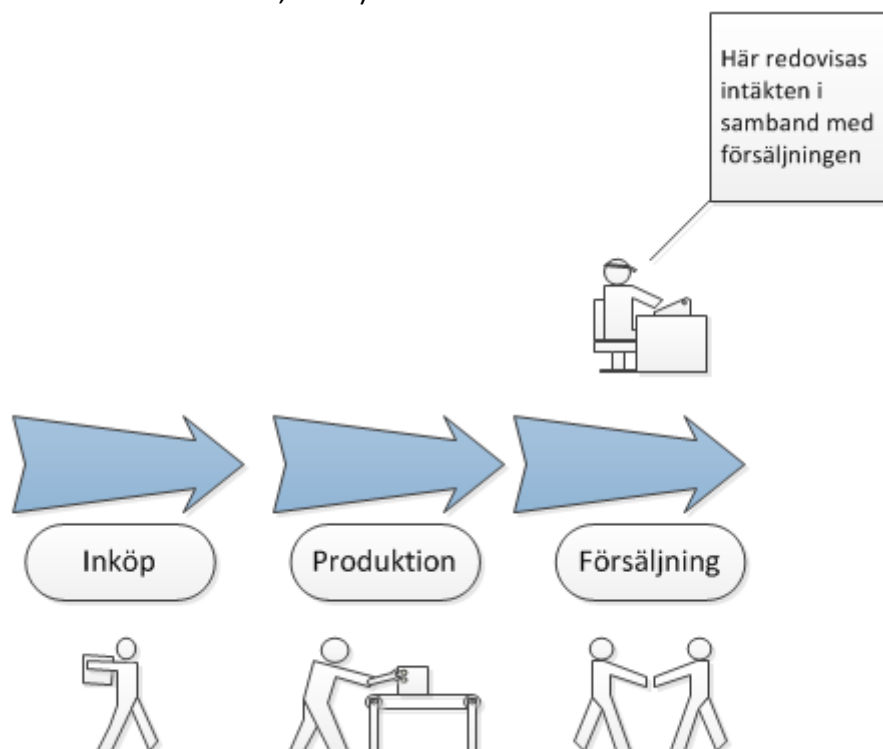 Här redovisas
intäkten i
samband med
försäljningen
Inköp
Produktion
Försäljning